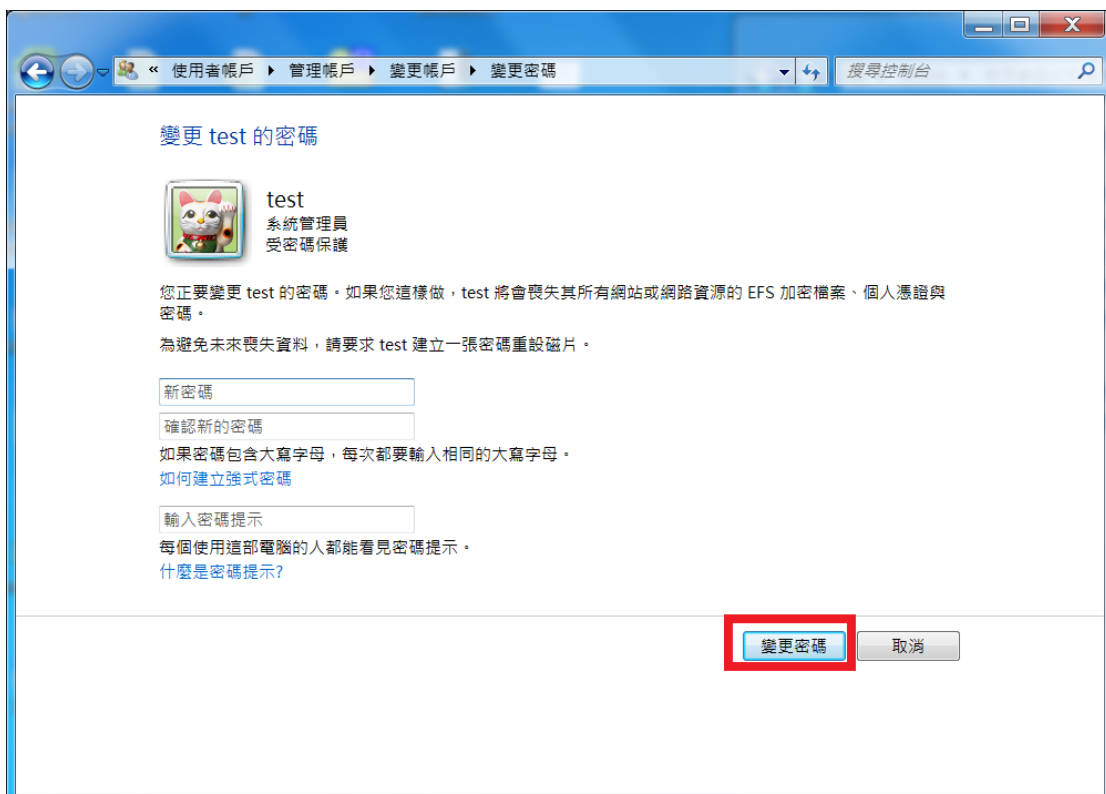 « 使用者帳戶 ▸ 管理帳戶 ▸ 變更帳戶 ▸ 變更密碼
搜尋控制台
變更 test 的密碼
test
系統管理員
受密碼保護
您正要變更 test 的密碼。如果您這樣做，test 將會喪失其所有網站或網路資源的 EFS 加密檔案、個人憑證與
密碼。
為避免未來喪失資料，請要求 test 建立一張密碼重設磁片。
新密碼
確認新的密碼
如果密碼包含大寫字母，每次都要輸入相同的大寫字母。
如何建立強式密碼
輸入密碼提示
每個使用這部電腦的人都能看見密碼提示。
什麼是密碼提示?
變更密碼
取消